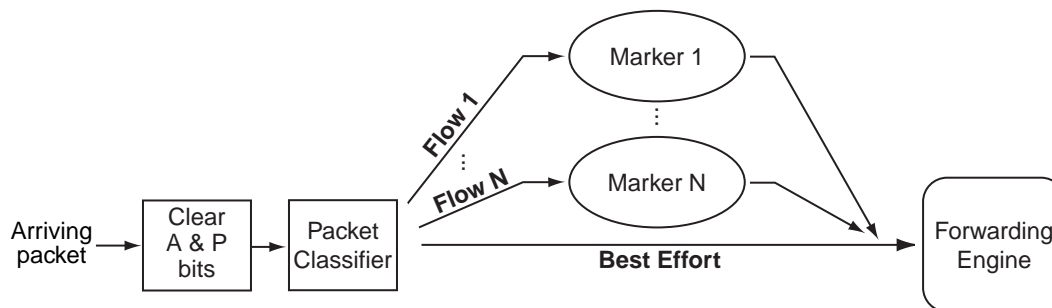 Arriving
packet
Clear
A & P
bits
Packet
Classifier
Flow 1
Flow N
Marker 1
Marker N
Best Effort
Forwarding
Engine